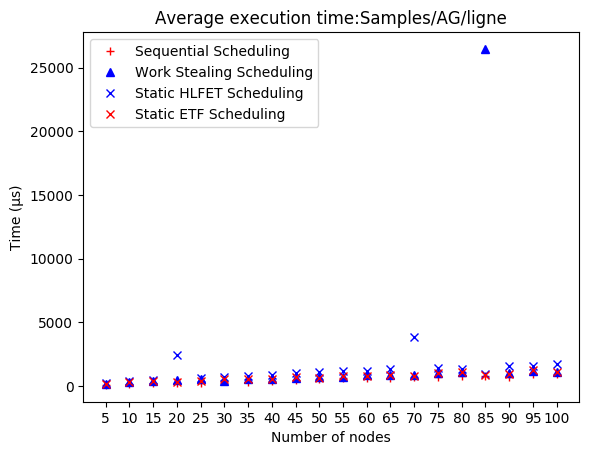 Average execution time:Samples/AG/ligne
Sequential Scheduling
Work Stealing Scheduling
Static HLFET Scheduling
Static ETF Scheduling
Time (µs)
25000
20000
15000
10000
5000
0
5 10 15 20 25 30 35 40 45 50 55 60 65 70 75 80 85 90 95 100
Number of nodes